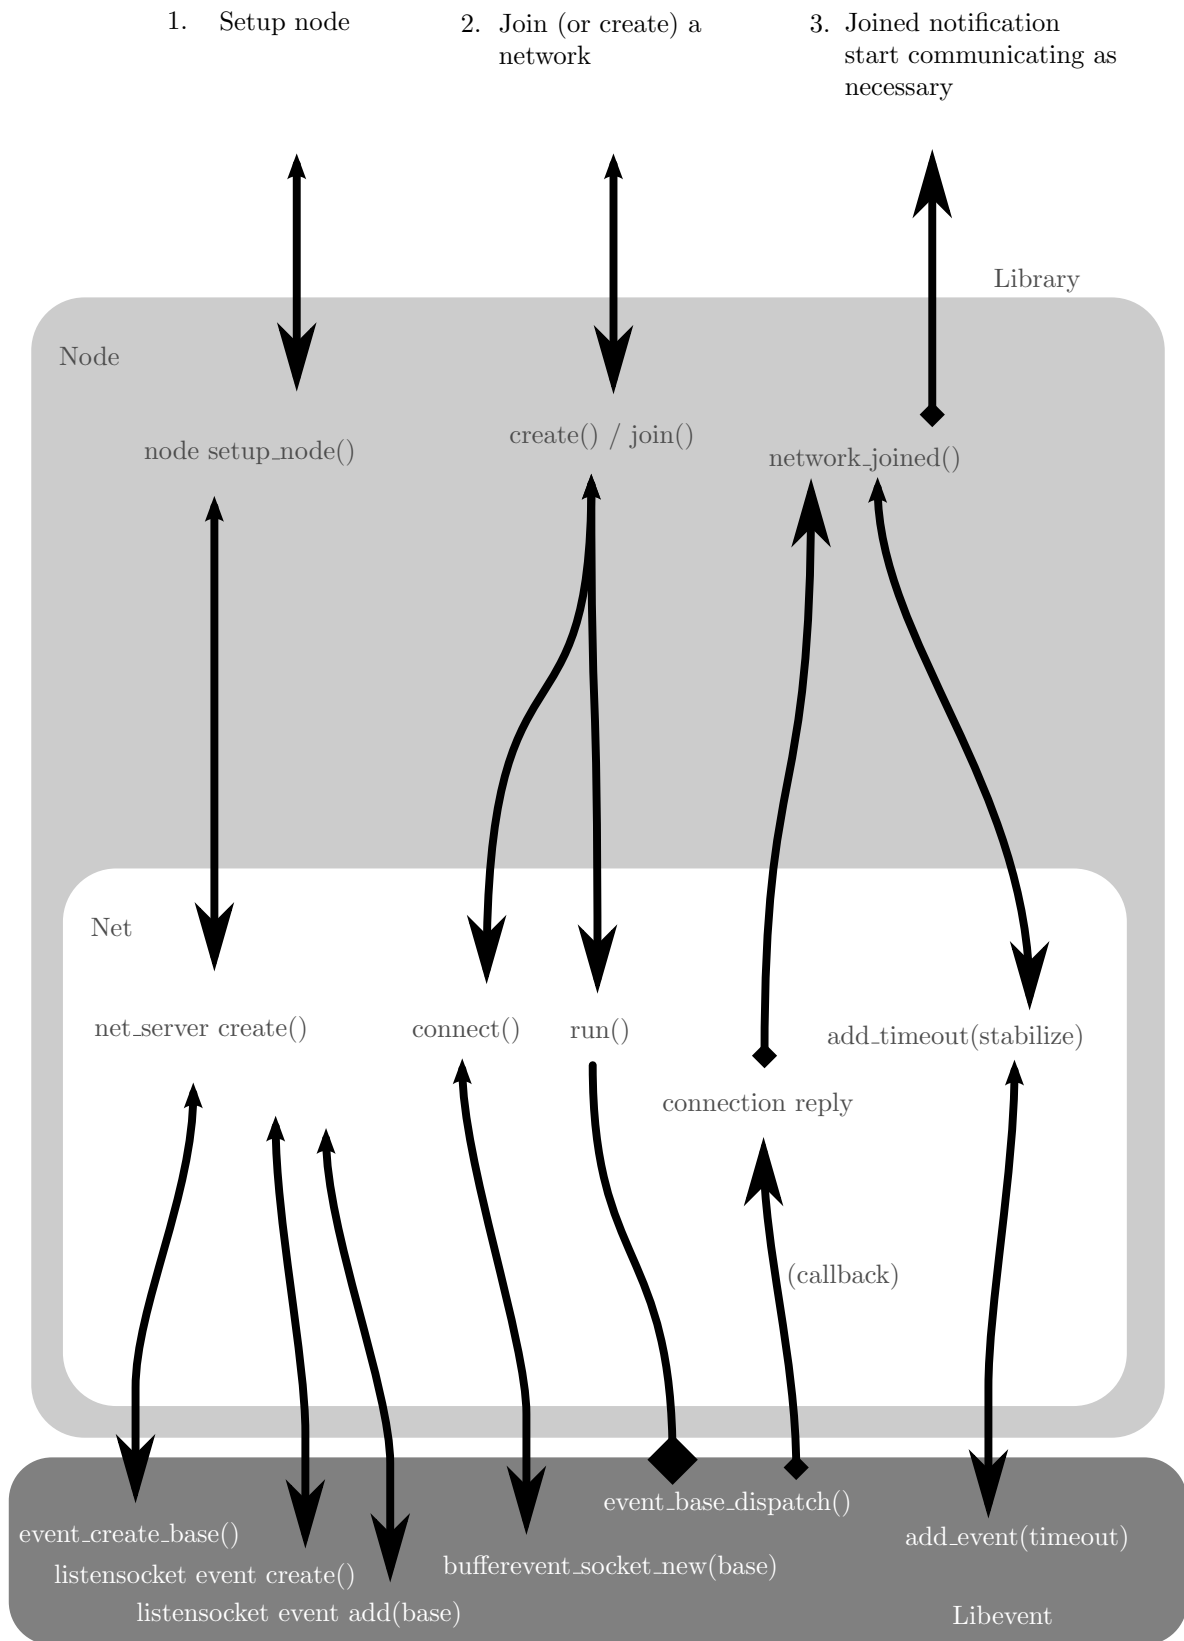 1. Setup node
2. Join (or create) a
network
3. Joined notification
start communicating as
necessary
Library
Node
node setup_node()
create() / join()
network_joined()
Net
net_server create()
connect()
run()
add_timeout(stabilize)
connection reply
(callback)
event_base_dispatch()
event_create_base()
add_event(timeout)
bufferevent_socket_new(base)
listensocket event create()
listensocket event add(base)
Libevent